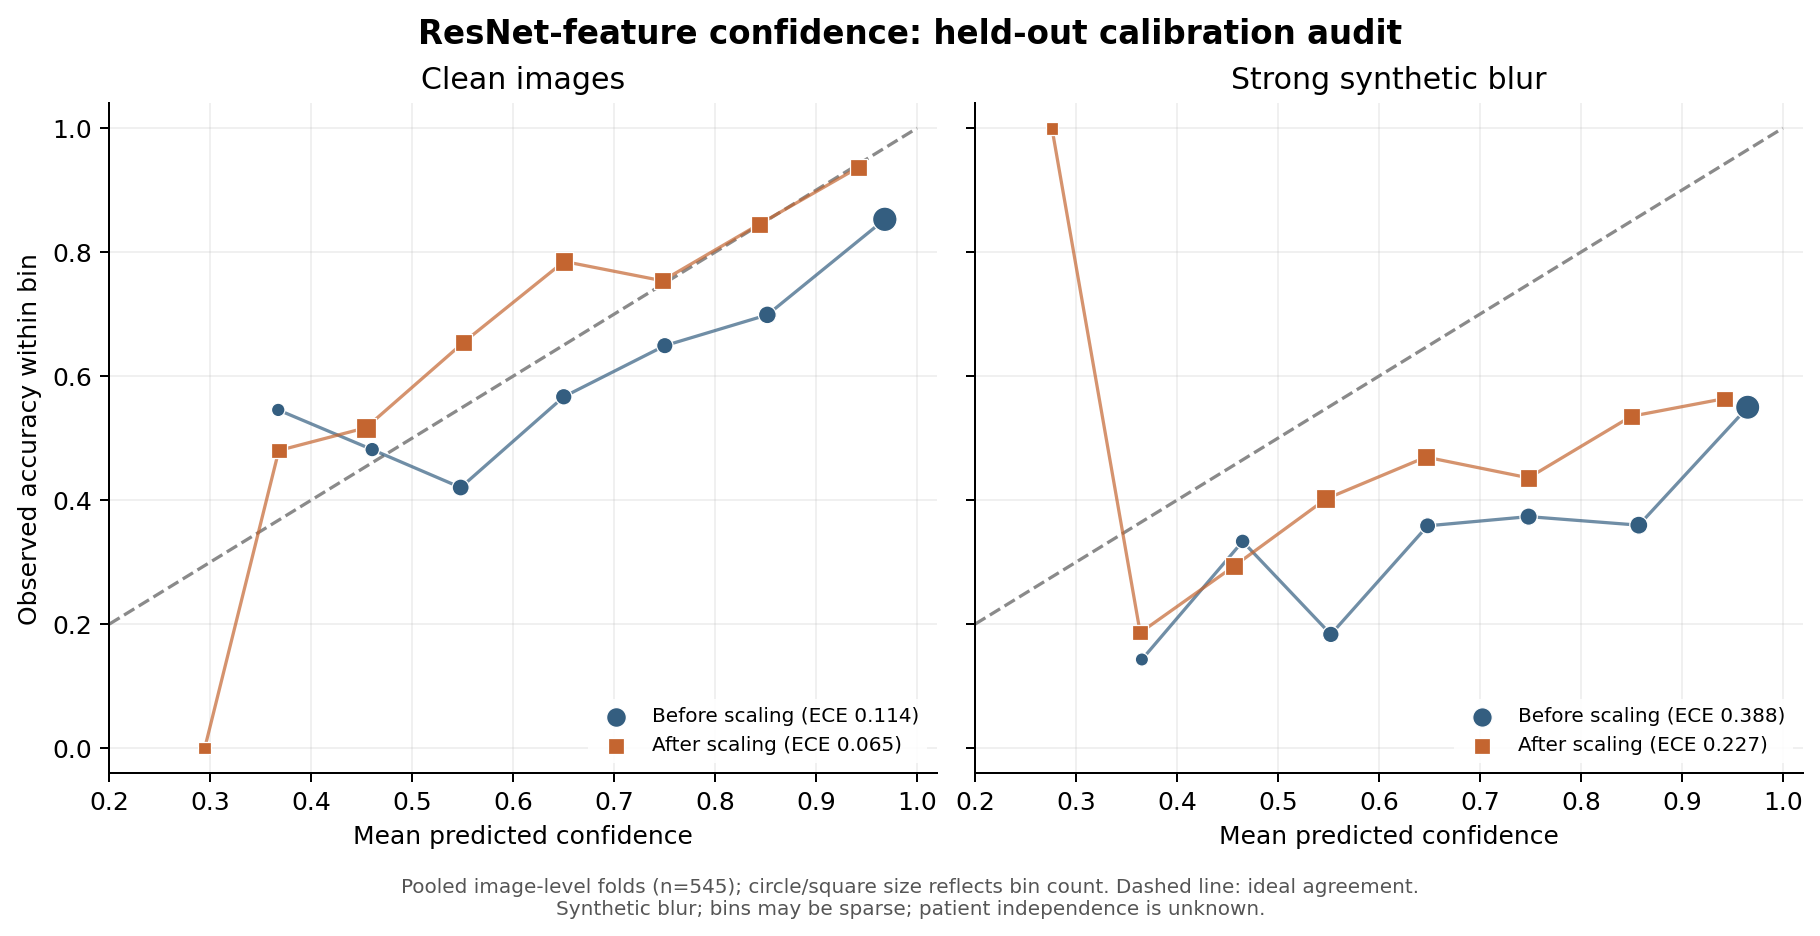 ResNet-feature confidence: held-out calibration audit
Clean images
Strong synthetic blur
Observed accuracy within bin
1.0
0.8
0.6
0.4
0.2
0.0
Before scaling (ECE 0.114)
After scaling (ECE 0.065)
Before scaling (ECE 0.388)
After scaling (ECE 0.227)
0.2 0.3 0.4 0.5 0.6 0.7 0.8 0.9 1.0
0.2 0.3 0.4 0.5 0.6 0.7 0.8 0.9 1.0
Mean predicted confidence
Mean predicted confidence
Pooled image-level folds (n=545); circle/square size reflects bin count. Dashed line: ideal agreement.
Synthetic blur; bins may be sparse; patient independence is unknown.